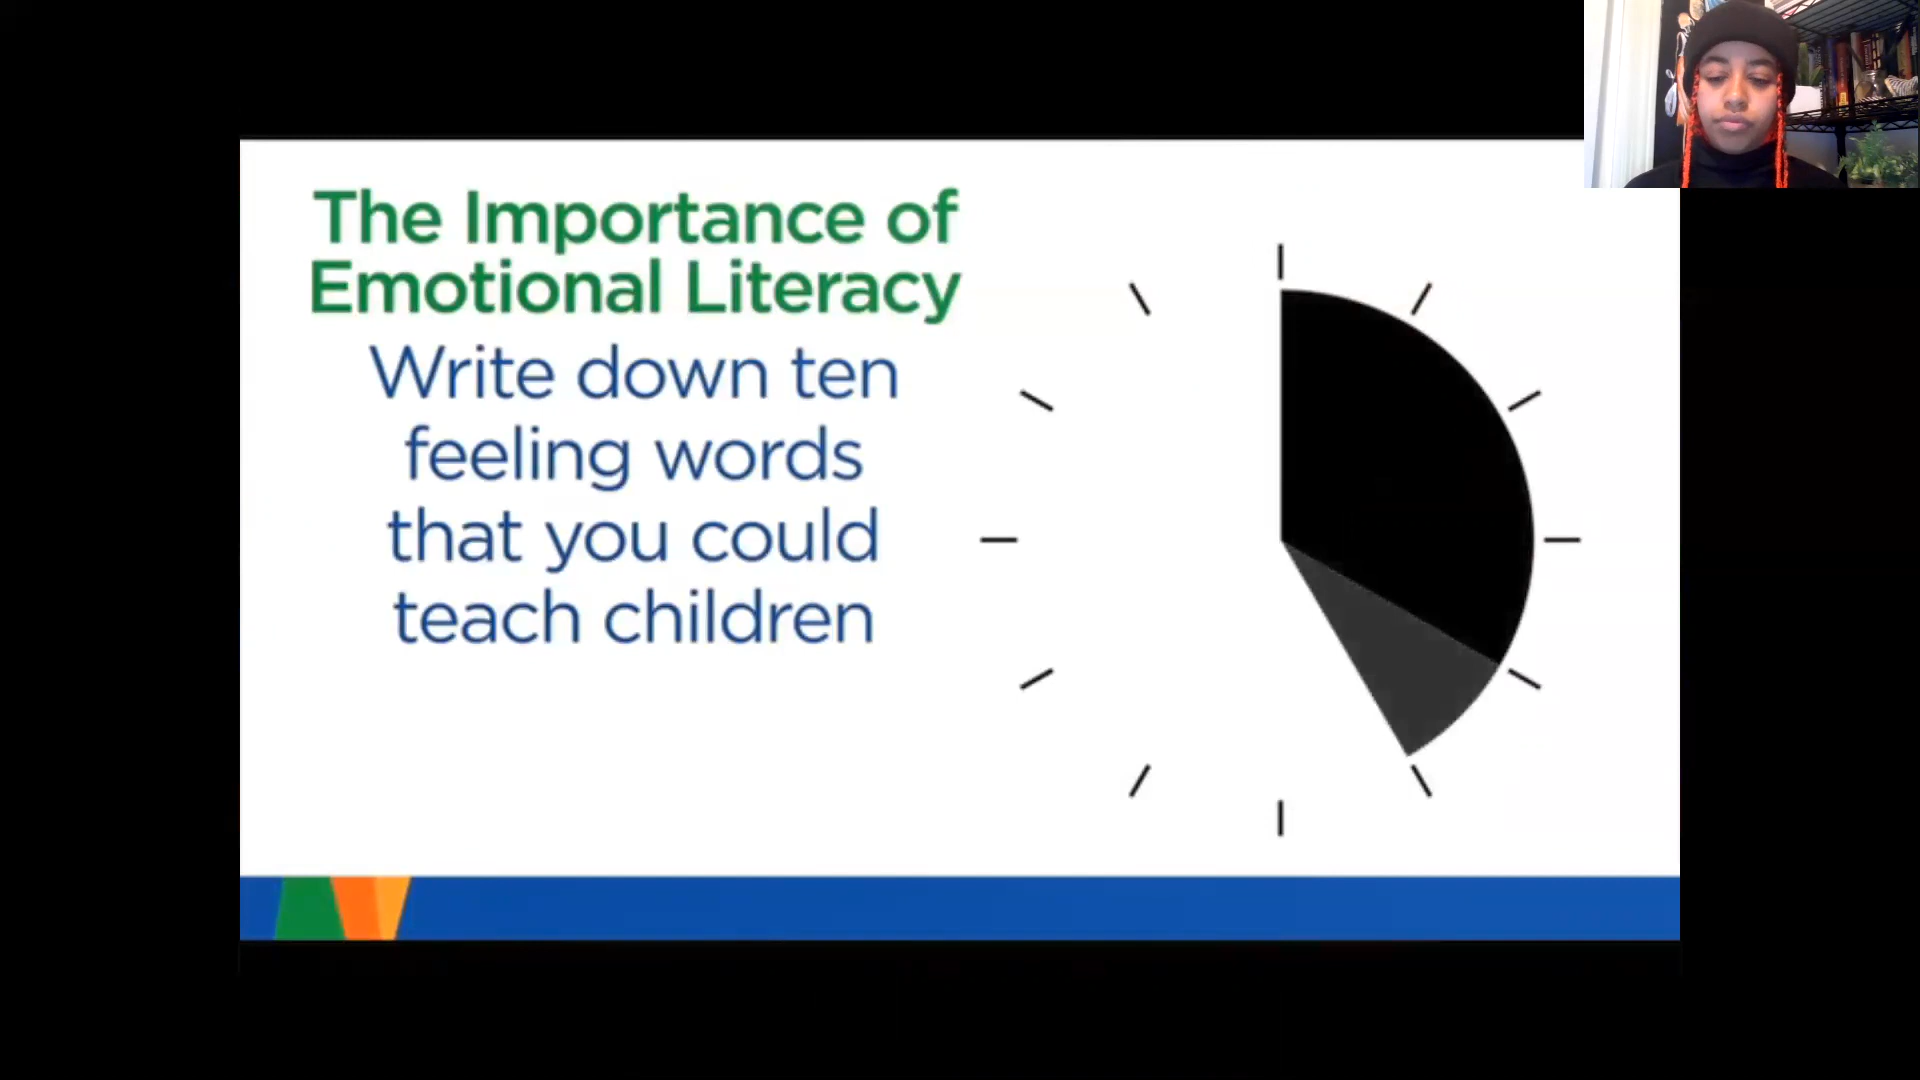 The Importance of
Emotional Literacy
Write down ten
feeling words
that you could
teach children